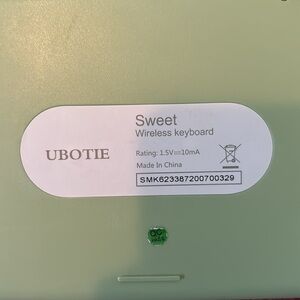 UBOTIE
Sweet
Wireless keyboard
Rating: 1.5V⎓10mA
Made In China
SMK623387200700329